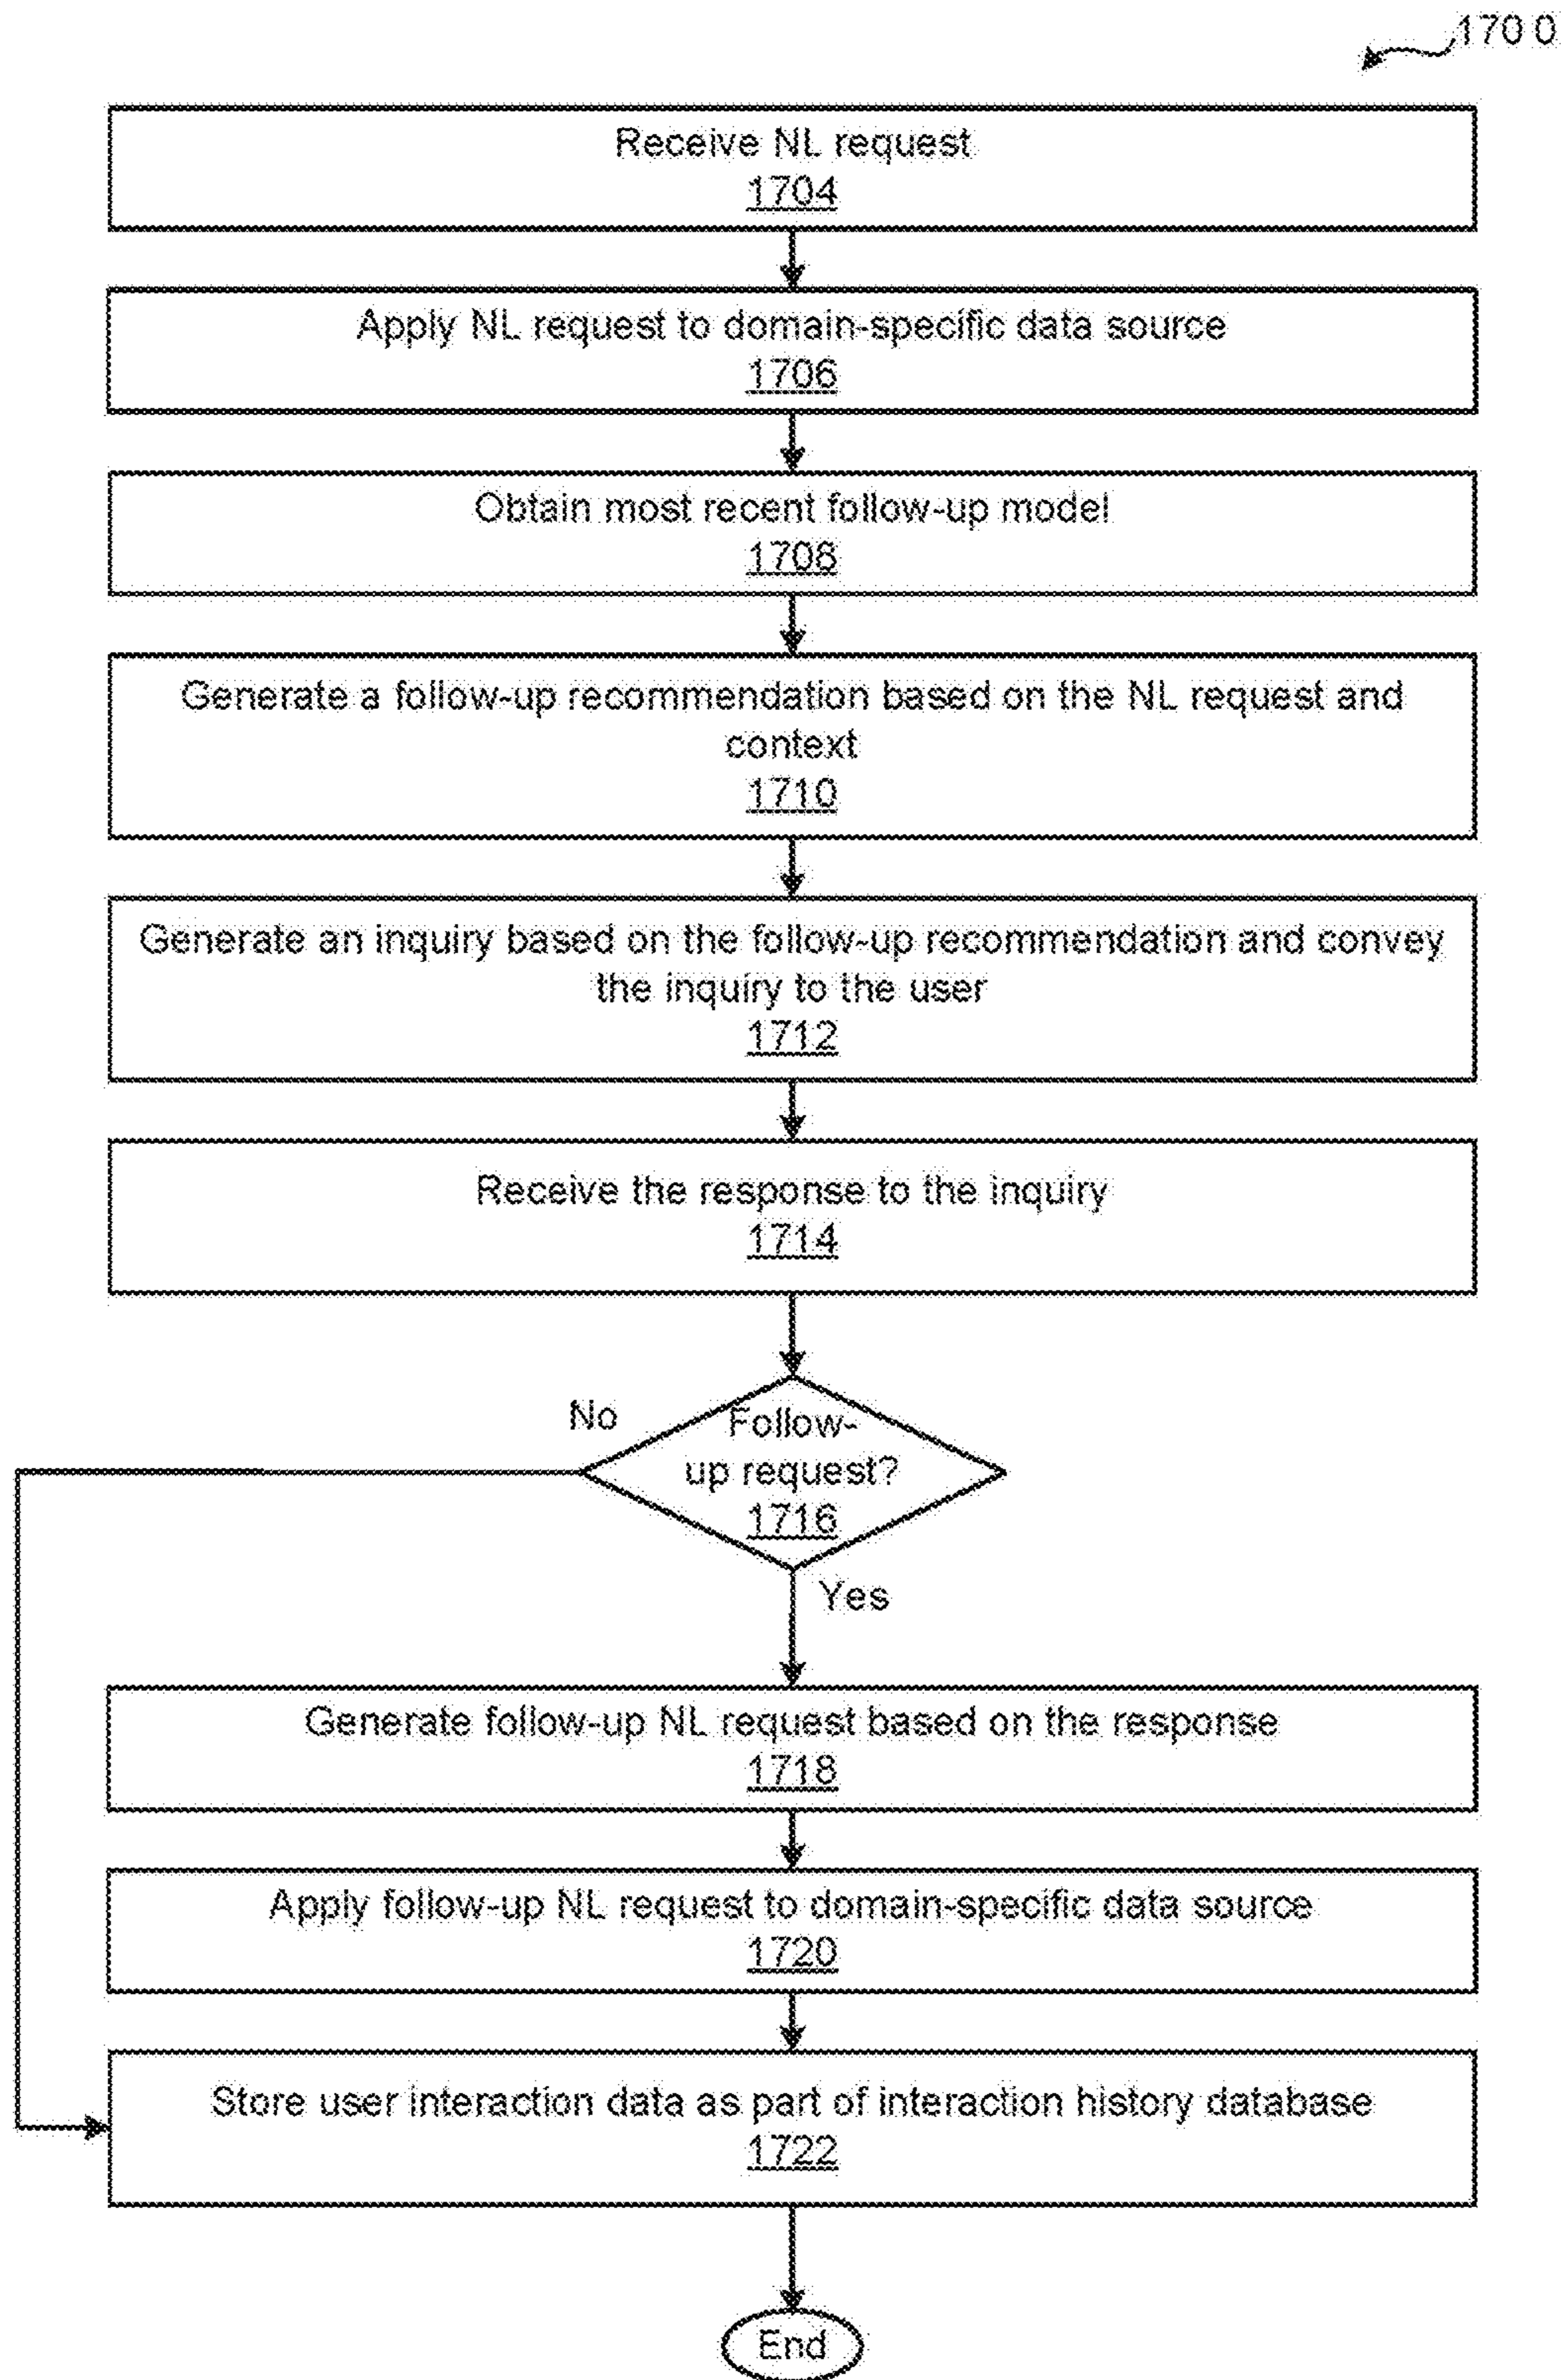 170 0
Receive NL request
1704
Apply NL request to domain-specific data source
1706
Obtain most recent follow-up model
1708
Generate a follow-up recommendation based on the NL request and
context
1710
Generate an inquiry based on the follow-up recommendation and convey
the inquiry to the user
1712
Receive the response to the inquiry
1714
No
Follow-
up request?
1716
Yes
Generate follow-up NL request based on the response
1718
Apply follow-up NL request to domain-specific data source
1720
Store user interaction data as part of interaction history database
1722
End